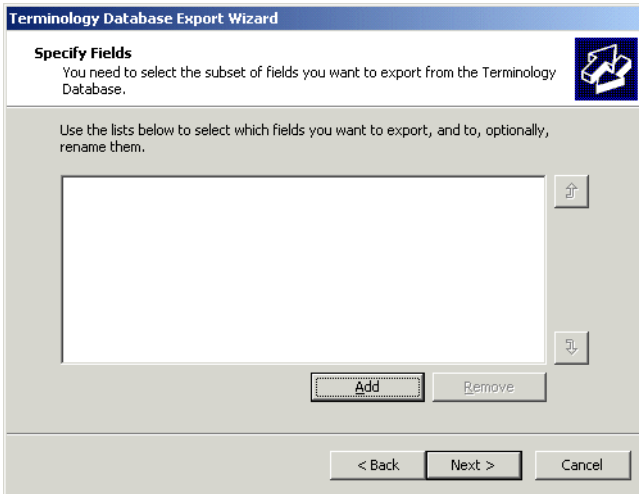 Terminology Database Export Wizard
Specify Fields
You need to select the subset of fields you want to export from the Terminology
Database.
Use the lists below to select which fields you want to export, and to, optionally,
rename them.
Add
Remove
< Back
Next >
Cancel